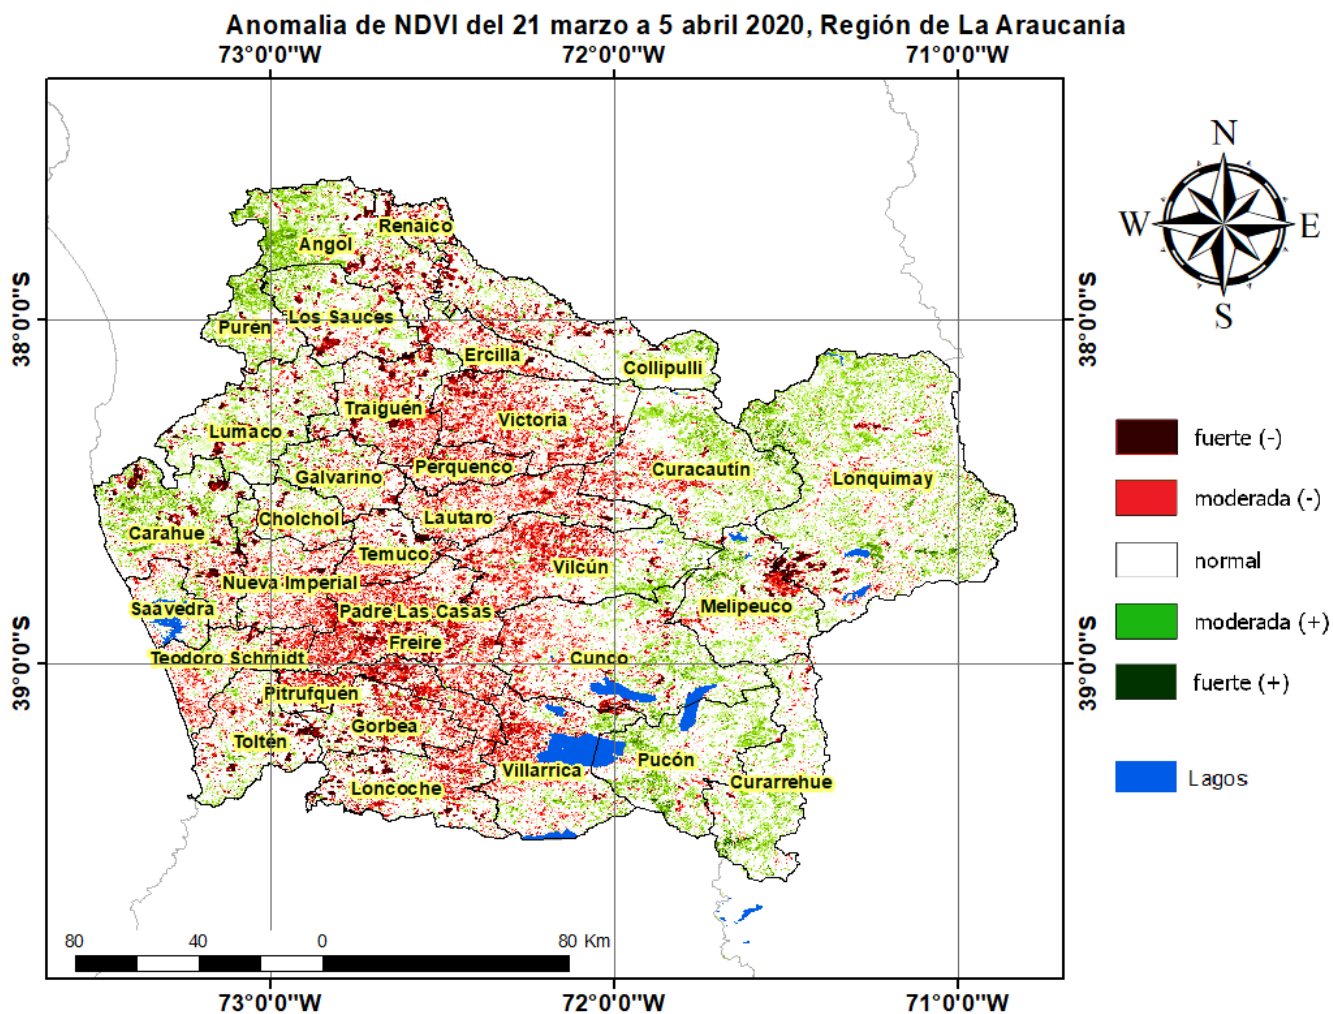 Anomalia de NDVI del 21 marzo a 5 abril 2020, Región de La Araucanía
73°0'0"W 72°0'0"W 71°0'0"W
N
W E
S
38°0'0"S 38°0'0"S
39°0'0"S 39°0'0"S
Renaico
Angol
Los Sauces
Purén
Ercilla
Collipulli
Traiguén
Victoria
Lumaco
Perquenco
Curacautín
Galvarino
Lonquimay
Cholchol
Lautaro
Carahue
Temuco
Vilcún
Nueva Imperial
Saavedra
Padre Las Casas
Melipeuco
Freire
Teodoro Schmidt
Cunco
Pitrufquén
Gorbea
Toltén
Pucón
Villarrica
Curarrehue
Loncoche
fuerte (-)
moderada (-)
normal
moderada (+)
fuerte (+)
Lagos
80 40 0 80 Km
73°0'0"W 72°0'0"W 71°0'0"W